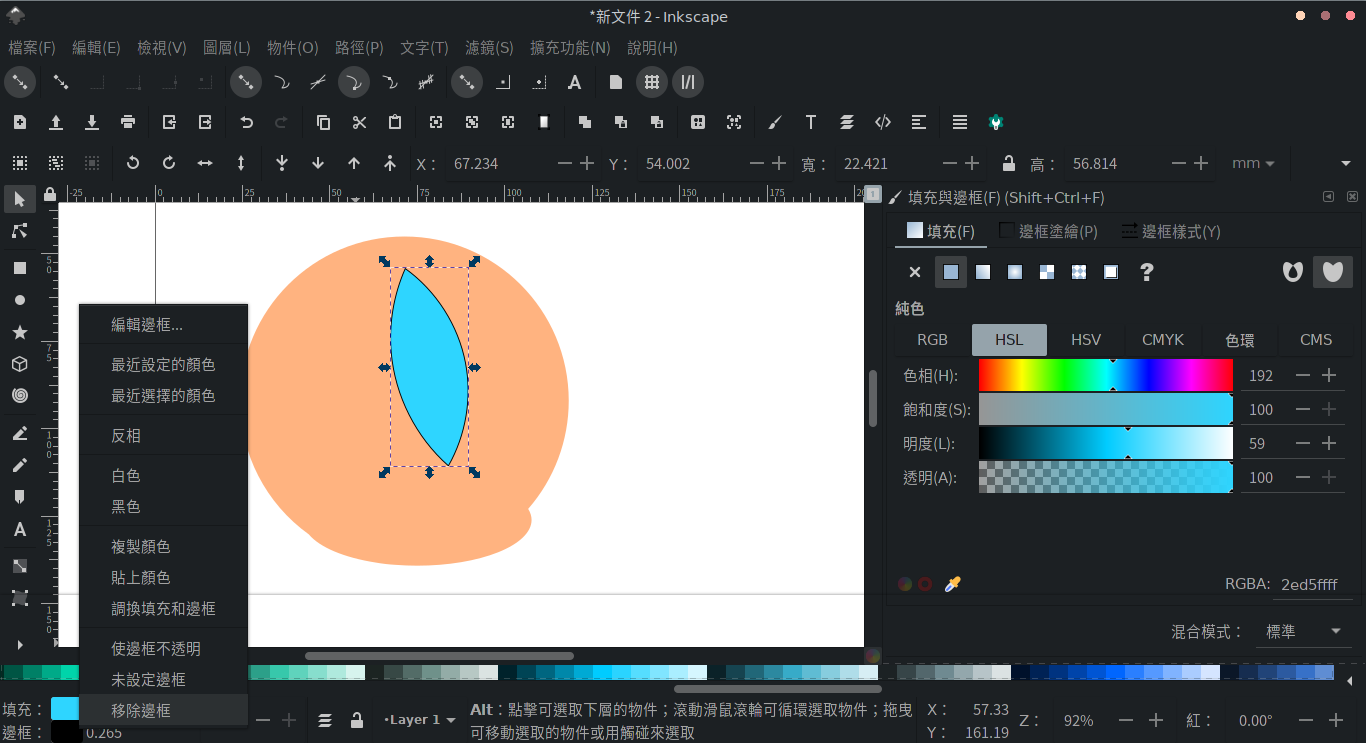 *新文件 2 - Inkscape
檔案(F) 編輯(E) 檢視(V) 圖層(L) 物件(O) 路徑(P) 文字(T) 濾鏡(S) 擴充功能(N) 說明(H)
X： 67.234 Y： 54.002 寬： 22.421 高： 56.814 mm
-25 0 25 50 75 100 125 150 175 20
1
填充與邊框(F) (Shift+Ctrl+F)
填充(F) 邊框塗繪(P) 邊框樣式(Y)
純色
RGB HSL HSV CMYK 色環 CMS
色相(H): 192
飽和度(S): 100
明度(L): 59
透明(A): 100
RGBA: 2ed5ffff
混合模式： 標準
50
75
100
125
150
編輯邊框...
最近設定的顏色
最近選擇的顏色
反相
白色
黑色
複製顏色
貼上顏色
調換填充和邊框
使邊框不透明
未設定邊框
移除邊框
填充：
邊框： 0.265
•Layer 1
Alt：點擊可選取下層的物件；滾動滑鼠滾輪可循環選取物件；拖曳
可移動選取的物件或用觸碰來選取
X： 57.33
Y： 161.19
Z： 92%
紅： 0.00°